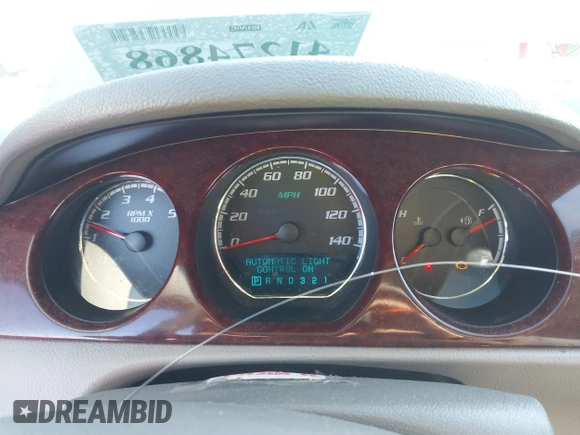 41274868
1 2 3 4 5
RPM X
1000
0 20 40 60 80 100 120 140
MPH
AUTOMATIC LIGHT
CONTROL ON
P R N D 3 2 1
H
F
DREAMBID